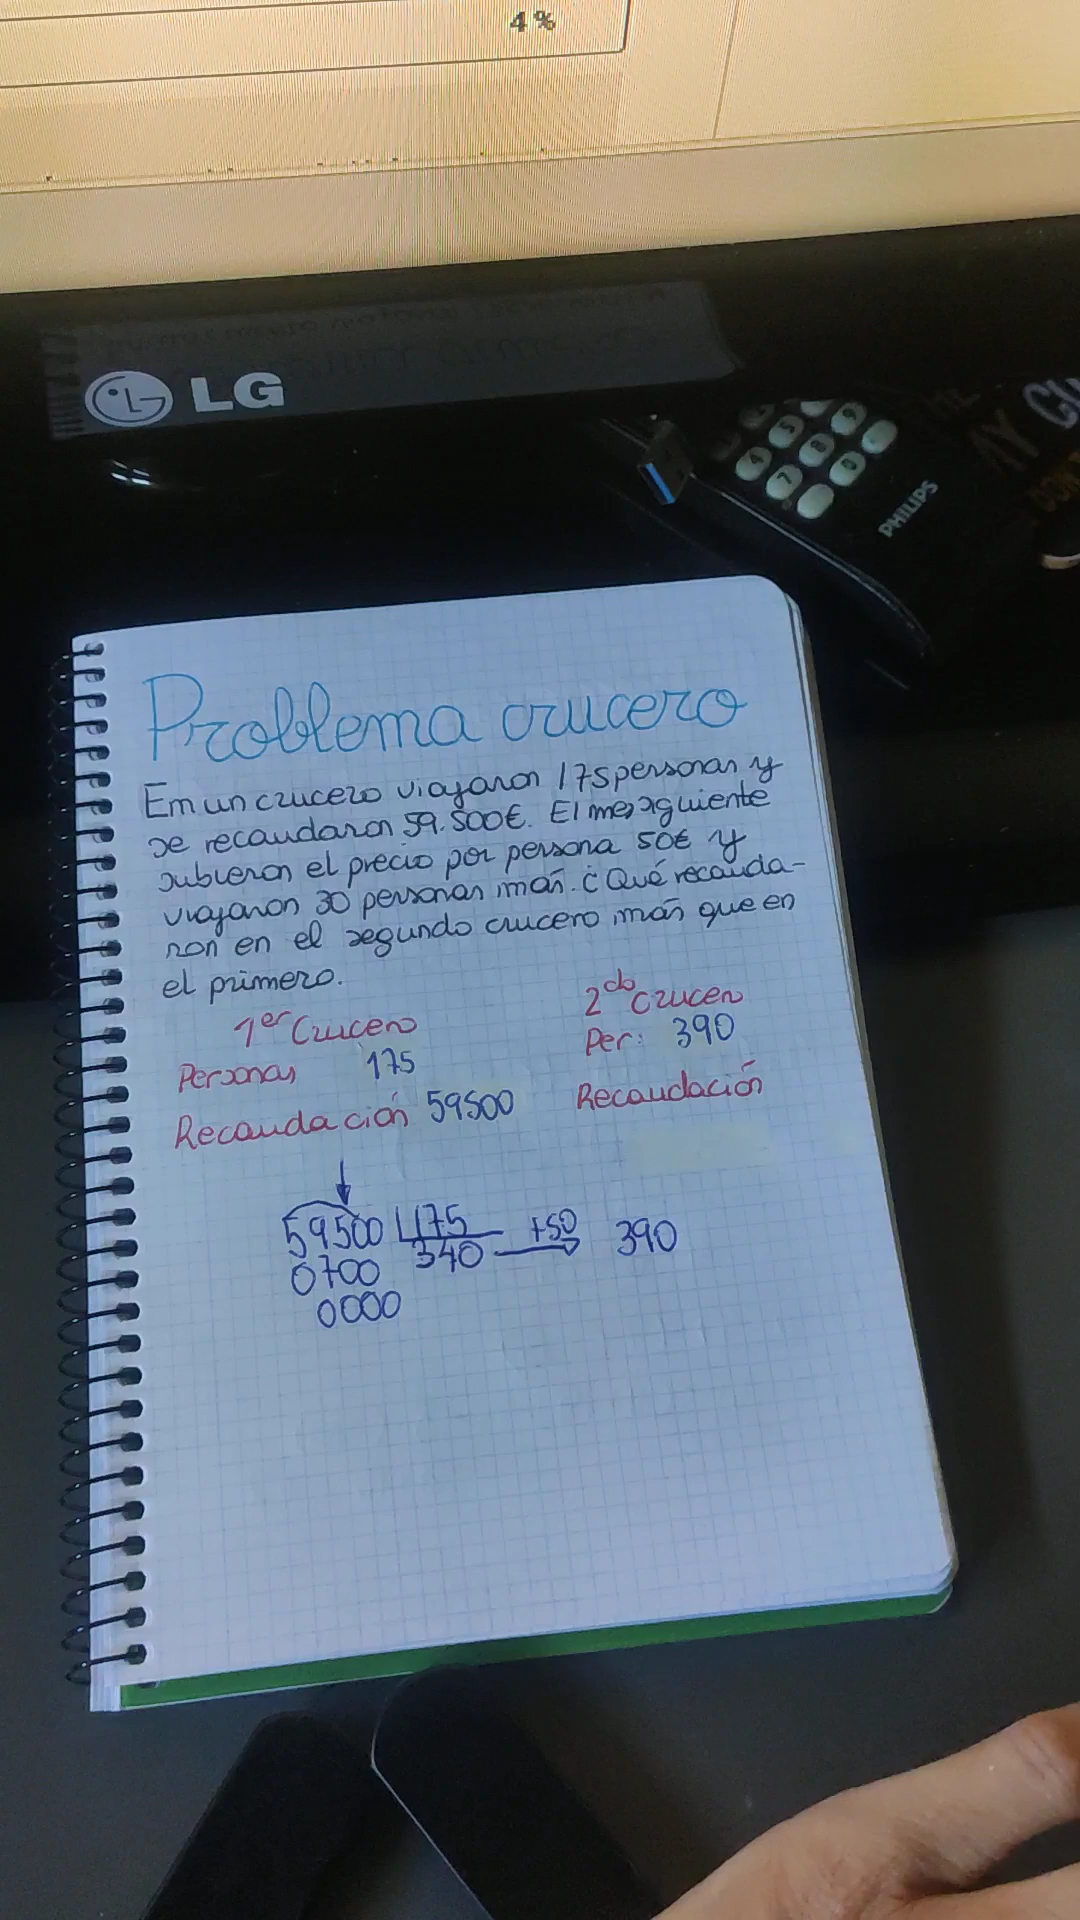 4%
LG
PHILIPS
Problema crucero
Em un crucero viajaron 175 personas y
se recaudaron 59.500€. El mes siguiente
subieron el precio por persona 50€ y
viajaron 30 personas más. ¿Qué recauda-
ron en el segundo crucero más que en
el primero.
1er Crucero
2do Crucero
Personas 175
Per: 390
Recaudación 59500
Recaudación
59500 175
340 +50 390
0700
0000